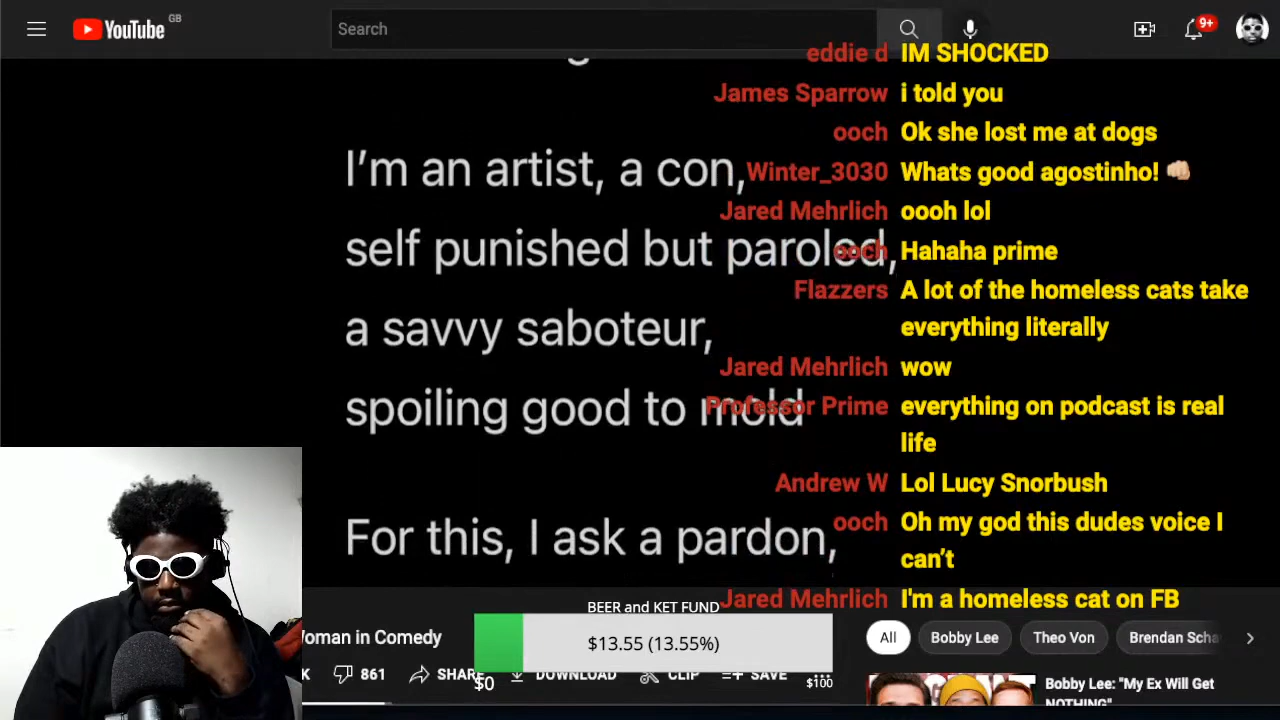 YouTube GB
Search
9+
eddie d IM SHOCKED
James Sparrow i told you
ooch Ok she lost me at dogs
I'm an artist, a con,
Winter_3030 Whats good agostinho! 👊🏼
Jared Mehrlich oooh lol
self punished but paroled,
ooch Hahaha prime
Flazzers A lot of the homeless cats take
everything literally
a savvy saboteur,
Jared Mehrlich wow
spoiling good to mold
Professor Prime everything on podcast is real
life
Andrew W Lol Lucy Snorbush
ooch Oh my god this dudes voice I
can't
For this, I ask a pardon,
Jared Mehrlich I'm a homeless cat on FB
BEER and KET FUND
$13.55 (13.55%)
$0
$100
Woman in Comedy
All
Bobby Lee
Theo Von
Brendan Scha
K
861
SHARE
DOWNLOAD
CLIP
SAVE
Bobby Lee: "My Ex Will Get
NOTHING"